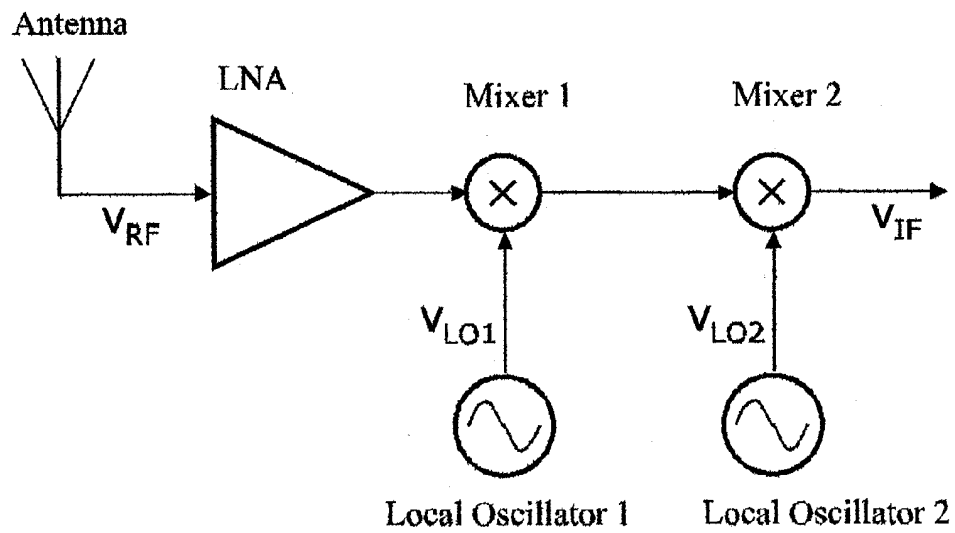 Antenna
LNA
Mixer 1
Mixer 2
V_RF
V_IF
V_LO1
V_LO2
Local Oscillator 1
Local Oscillator 2